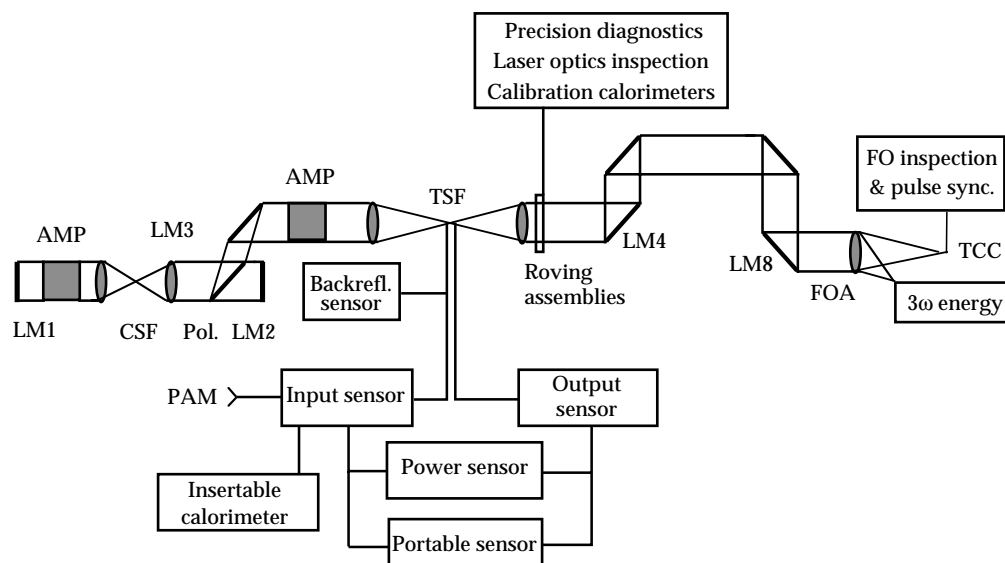 Precision diagnostics
Laser optics inspection
Calibration calorimeters
FO inspection
& pulse sync.
AMP
TSF
AMP
LM3
LM4
TCC
LM8
Roving
assemblies
FOA
Backrefl.
sensor
3ω energy
LM1
CSF
Pol.
LM2
PAM
Input sensor
Output
sensor
Power sensor
Insertable
calorimeter
Portable sensor